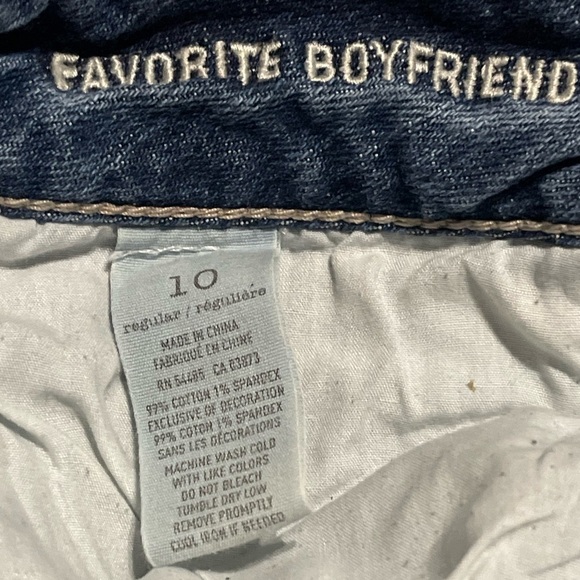 FAVORITE BOYFRIEND
10
regular / régulière
MADE IN CHINA
FABRIQUÉ EN CHINE
RN 54485 CA 03873
99% COTTON 1% SPANDEX
EXCLUSIVE OF DECORATION
99% COTON 1% SPANDEX
SANS LES DÉCORATIONS
MACHINE WASH COLD
WITH LIKE COLORS
DO NOT BLEACH
TUMBLE DRY LOW
REMOVE PROMPTLY
COOL IRON IF NEEDED